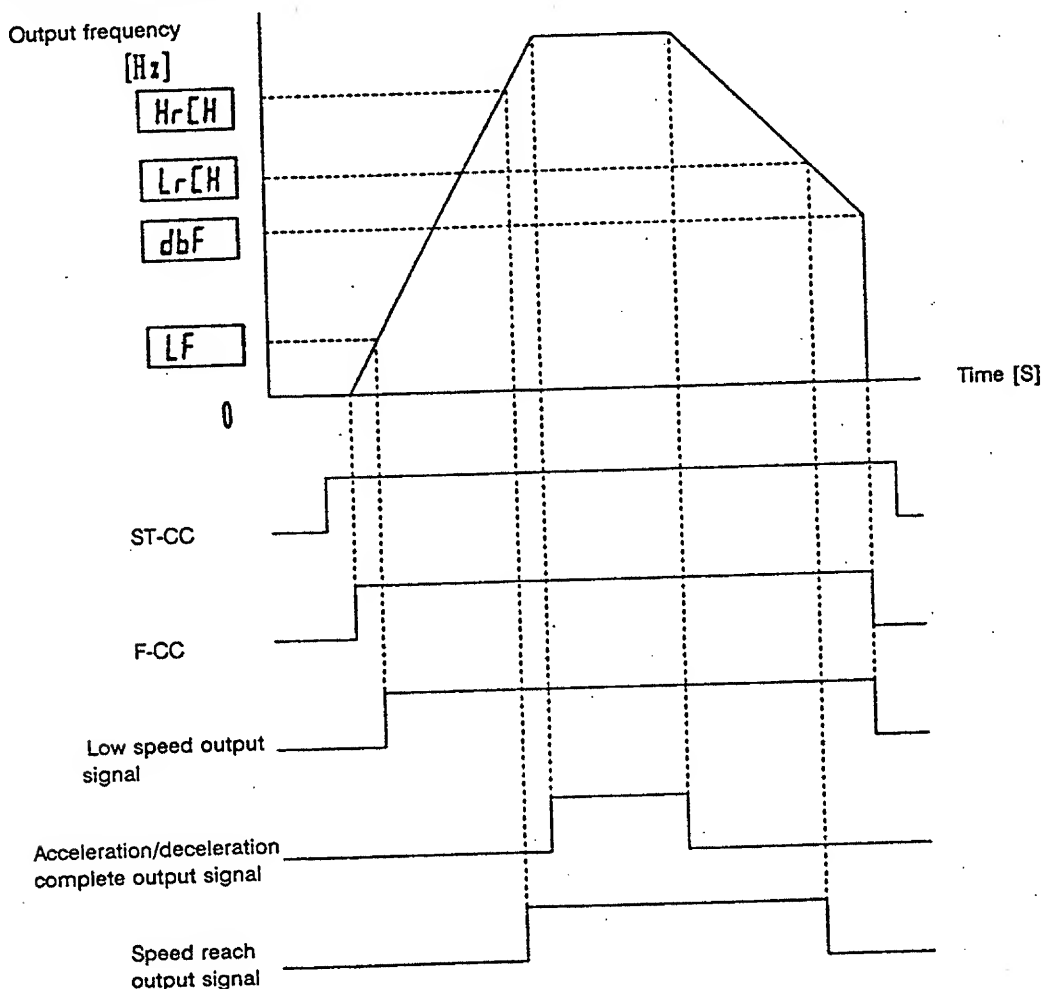 Output frequency
[Hz]
HrCH
LrCH
dbF
LF
0
Time [S]
ST-CC
F-CC
Low speed output
signal
Acceleration/deceleration
complete output signal
Speed reach
output signal